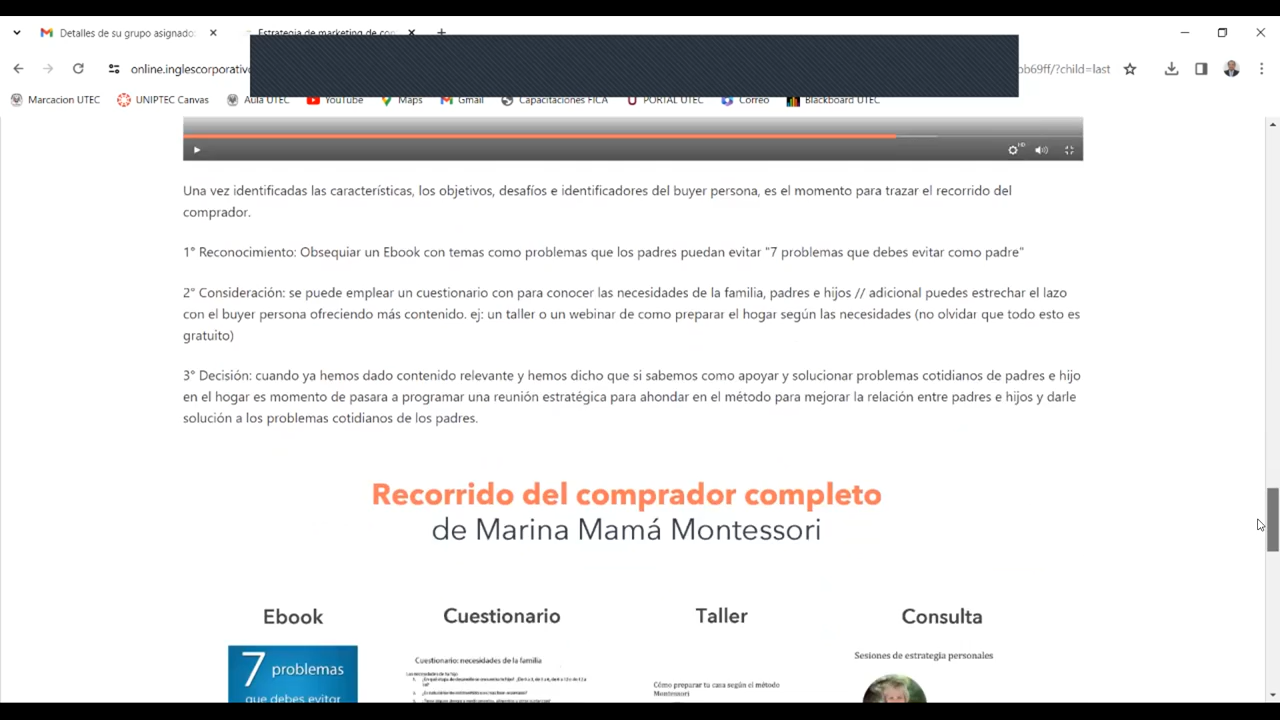 Detalles de su grupo asignado
Estrategia de marketing de con
online.inglescorporativo
ob69ff/?child=last
Marcacion UTEC
UNIPTEC Canvas
Aula UTEC
YouTube
Maps
Gmail
Capacitaciones FICA
PORTAL UTEC
Correo
Blackboard UTEC
HD
Una vez identificadas las características, los objetivos, desafíos e identificadores del buyer persona, es el momento para trazar el recorrido del
comprador.
1° Reconocimiento: Obsequiar un Ebook con temas como problemas que los padres puedan evitar "7 problemas que debes evitar como padre"
2° Consideración: se puede emplear un cuestionario con para conocer las necesidades de la familia, padres e hijos // adicional puedes estrechar el lazo
con el buyer persona ofreciendo más contenido. ej: un taller o un webinar de como preparar el hogar según las necesidades (no olvidar que todo esto es
gratuito)
3° Decisión: cuando ya hemos dado contenido relevante y hemos dicho que si sabemos como apoyar y solucionar problemas cotidianos de padres e hijo
en el hogar es momento de pasara a programar una reunión estratégica para ahondar en el método para mejorar la relación entre padres e hijos y darle
solución a los problemas cotidianos de los padres.
Recorrido del comprador completo
de Marina Mamá Montessori
Ebook
Cuestionario
Taller
Consulta
7 problemas
que debes evitar
Cuestionario: necesidades de la familia
Cómo preparar tu casa según el método
Montessori
Sesiones de estrategia personales